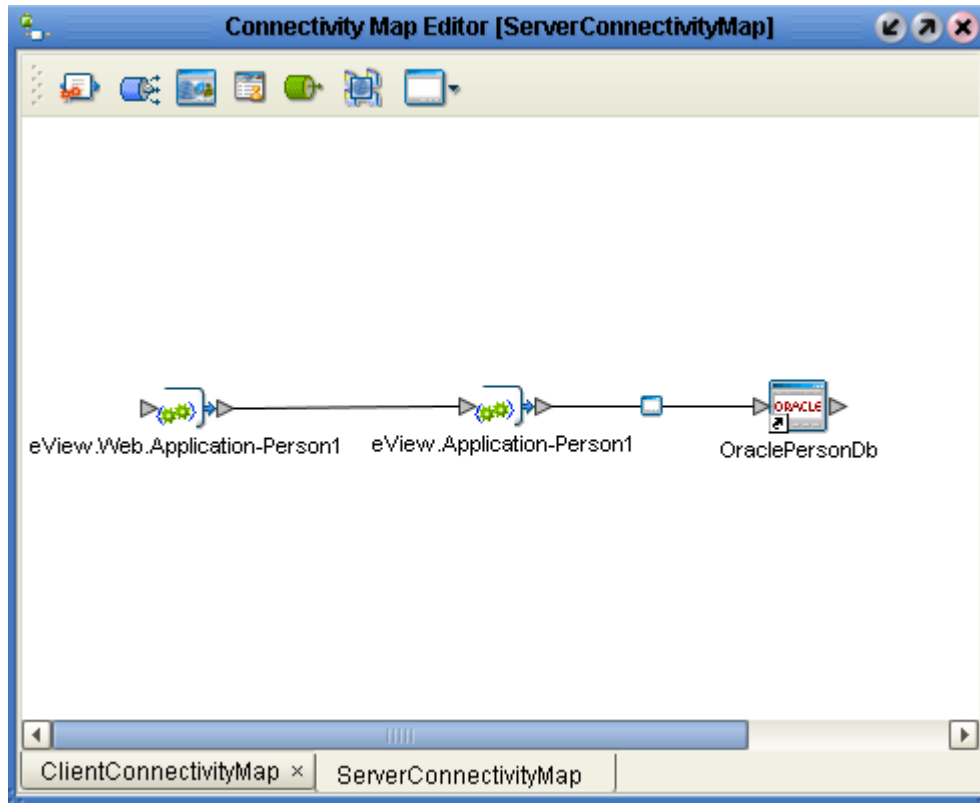 Connectivity Map Editor [ServerConnectivityMap]
ORACLE
eView.Web.Application-Person1
eView.Application-Person1
OraclePersonDb
ClientConnectivityMap ×
ServerConnectivityMap